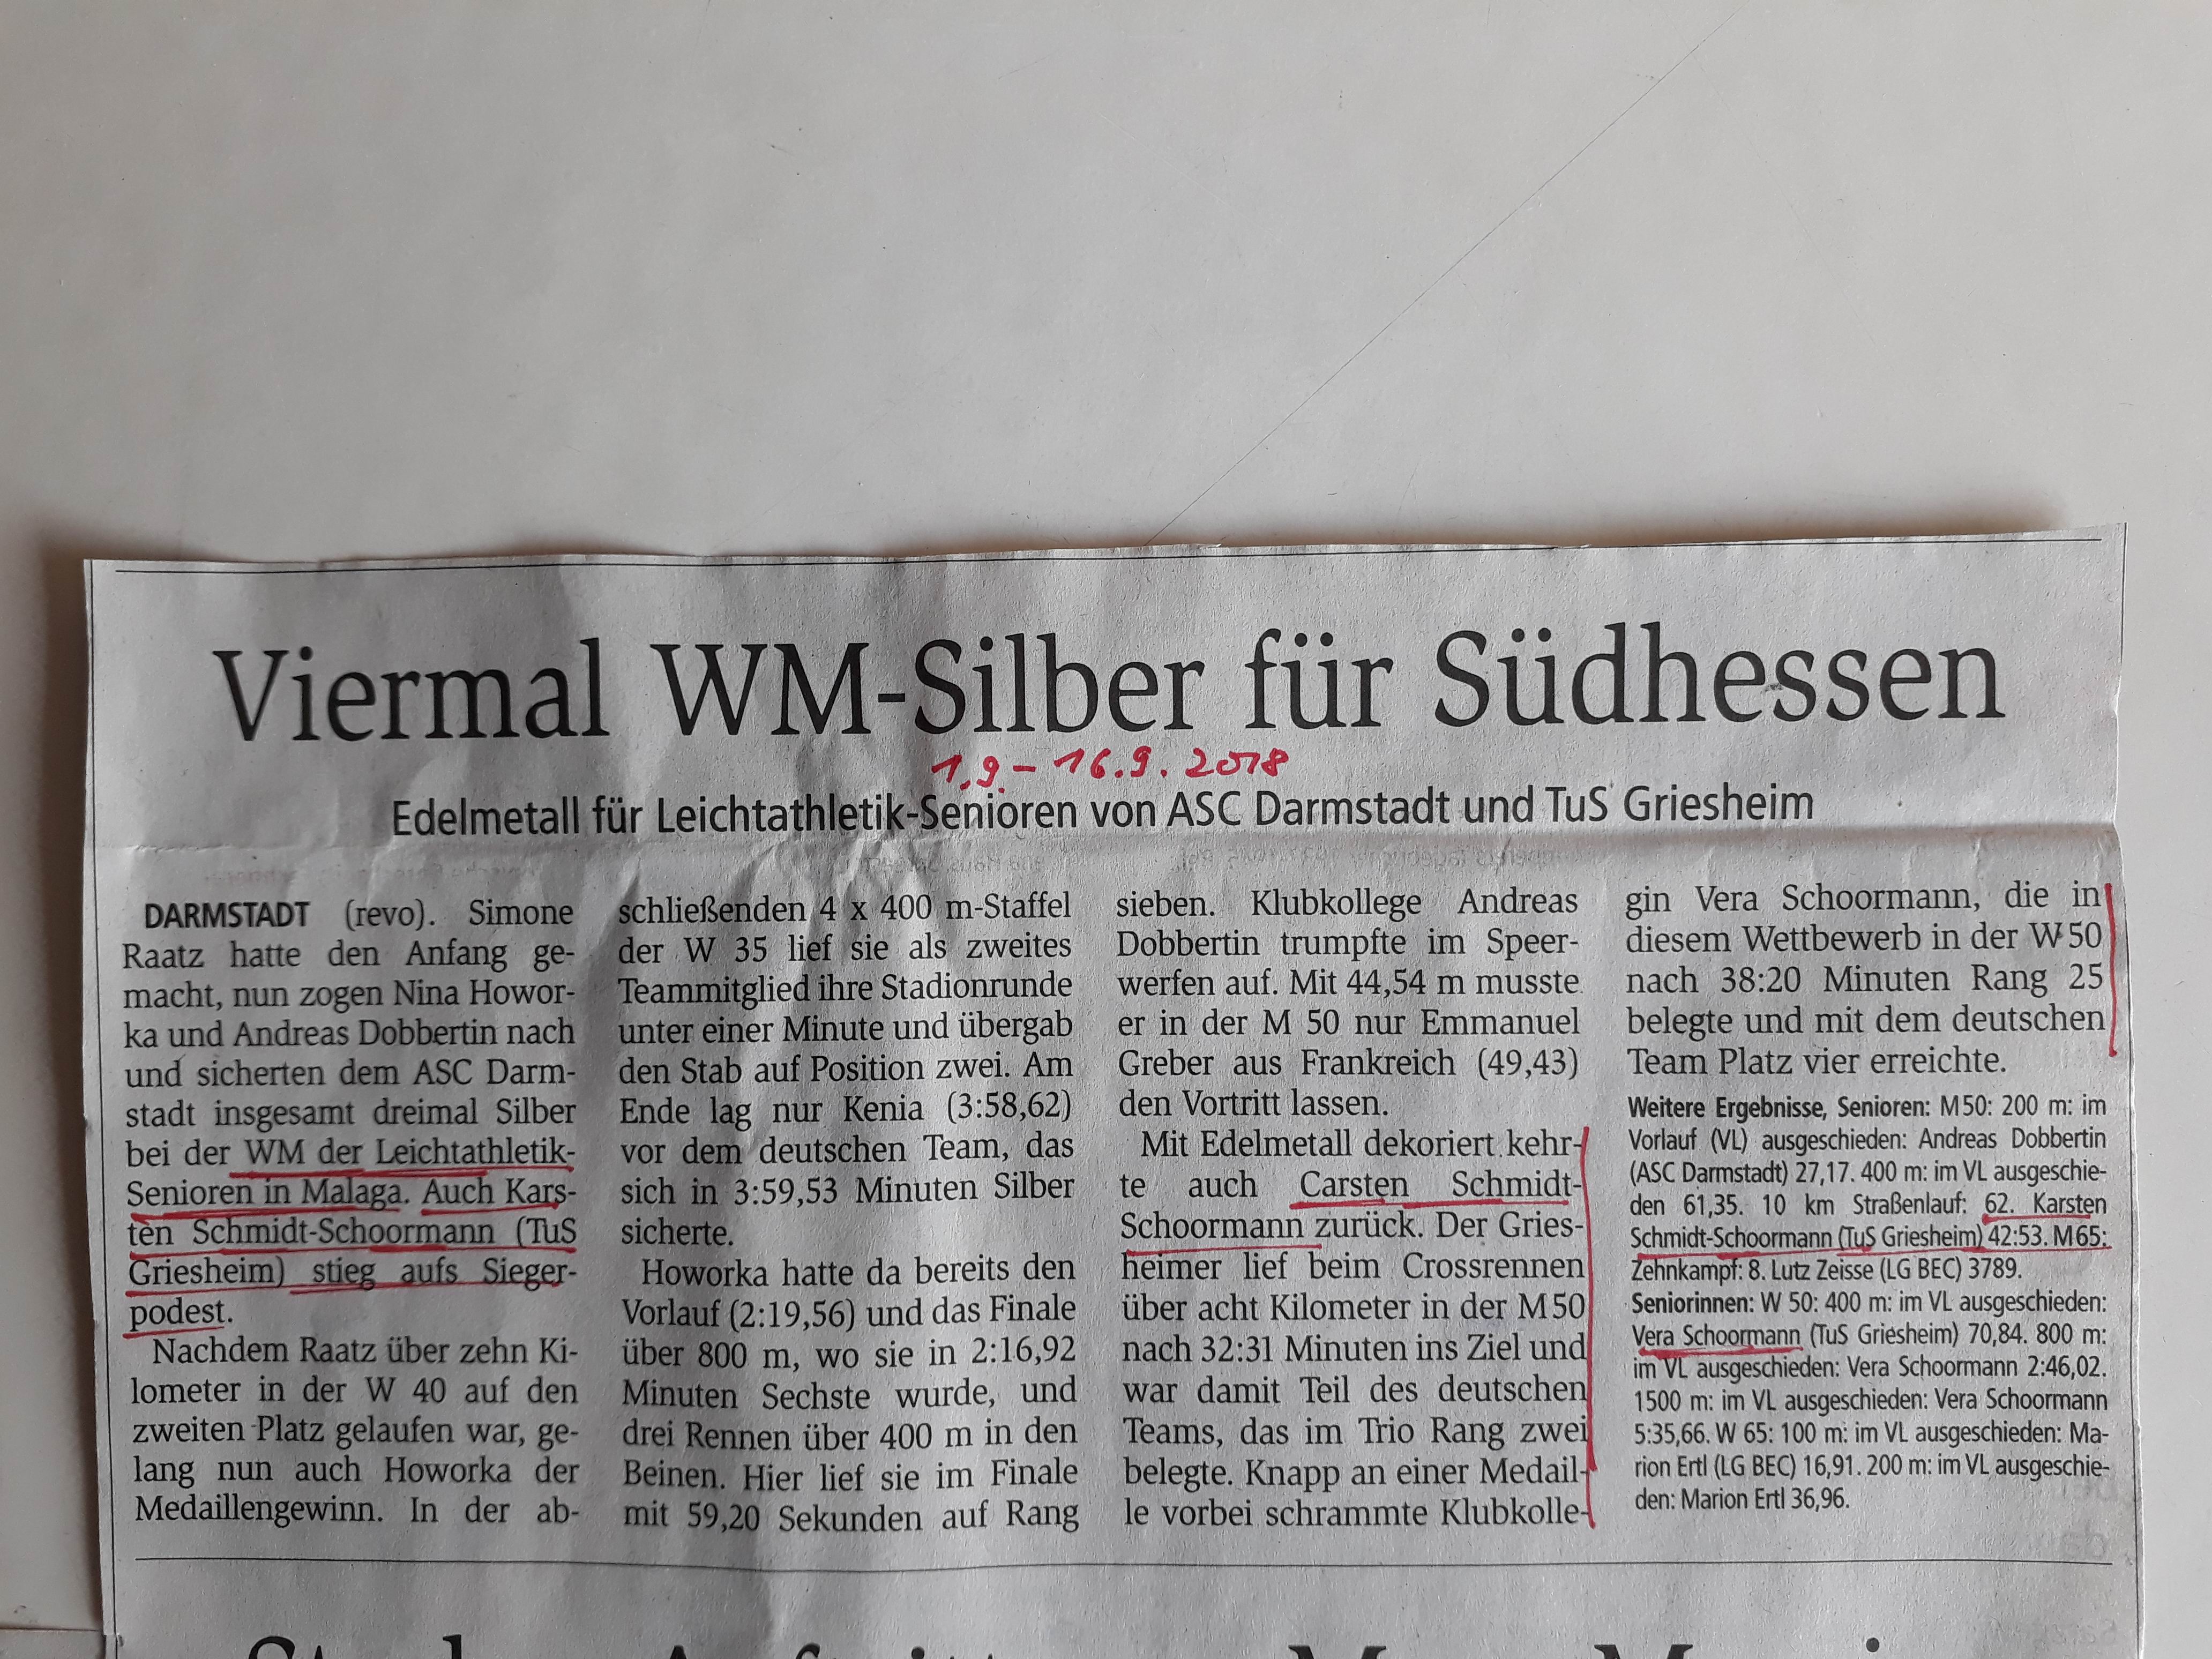 Viermal WM-Silber für Südhessen
1.9. - 16.9. 2018
Edelmetall für Leichtathletik-Senioren von ASC Darmstadt und TuS Griesheim
DARMSTADT (revo). Simone
Raatz hatte den Anfang ge-
macht, nun zogen Nina Howor-
ka und Andreas Dobbertin nach
und sicherten dem ASC Darm-
stadt insgesamt dreimal Silber
bei der WM der Leichtathletik-
Senioren in Malaga. Auch Kars-
ten Schmidt-Schoormann (TuS
Griesheim) stieg aufs Sieger-
podest.
Nachdem Raatz über zehn Ki-
lometer in der W 40 auf den
zweiten Platz gelaufen war, ge-
lang nun auch Howorka der
Medaillengewinn. In der ab-
schließenden 4 x 400 m-Staffel
der W 35 lief sie als zweites
Teammitglied ihre Stadionrunde
unter einer Minute und übergab
den Stab auf Position zwei. Am
Ende lag nur Kenia (3:58,62)
vor dem deutschen Team, das
sich in 3:59,53 Minuten Silber
sicherte.
Howorka hatte da bereits den
Vorlauf (2:19,56) und das Finale
über 800 m, wo sie in 2:16,92
Minuten Sechste wurde, und
drei Rennen über 400 m in den
Beinen. Hier lief sie im Finale
mit 59,20 Sekunden auf Rang
sieben. Klubkollege Andreas
Dobbertin trumpfte im Speer-
werfen auf. Mit 44,54 m musste
er in der M 50 nur Emmanuel
Greber aus Frankreich (49,43)
den Vortritt lassen.
Mit Edelmetall dekoriert kehr-
te auch Carsten Schmidt-
Schoormann zurück. Der Gries-
heimer lief beim Crossrennen
über acht Kilometer in der M 50
nach 32:31 Minuten ins Ziel und
war damit Teil des deutschen
Teams, das im Trio Rang zwei
belegte. Knapp an einer Medail-
le vorbei schrammte Klubkolle-
gin Vera Schoormann, die in
diesem Wettbewerb in der W 50
nach 38:20 Minuten Rang 25
belegte und mit dem deutschen
Team Platz vier erreichte.
Weitere Ergebnisse, Senioren: M50: 200 m: im
Vorlauf (VL) ausgeschieden: Andreas Dobbertin
(ASC Darmstadt) 27,17. 400 m: im VL ausgeschie-
den 61,35. 10 km Straßenlauf: 62. Karsten
Schmidt-Schoormann (TuS Griesheim) 42:53. M65:
Zehnkampf: 8. Lutz Zeisse (LG BEC) 3789.
Seniorinnen: W 50: 400 m: im VL ausgeschieden:
Vera Schoormann (TuS Griesheim) 70,84. 800 m:
im VL ausgeschieden: Vera Schoormann 2:46,02.
1500 m: im VL ausgeschieden: Vera Schoormann
5:35,66. W 65: 100 m: im VL ausgeschieden: Ma-
rion Ertl (LG BEC) 16,91. 200 m: im VL ausgeschie-
den: Marion Ertl 36,96.